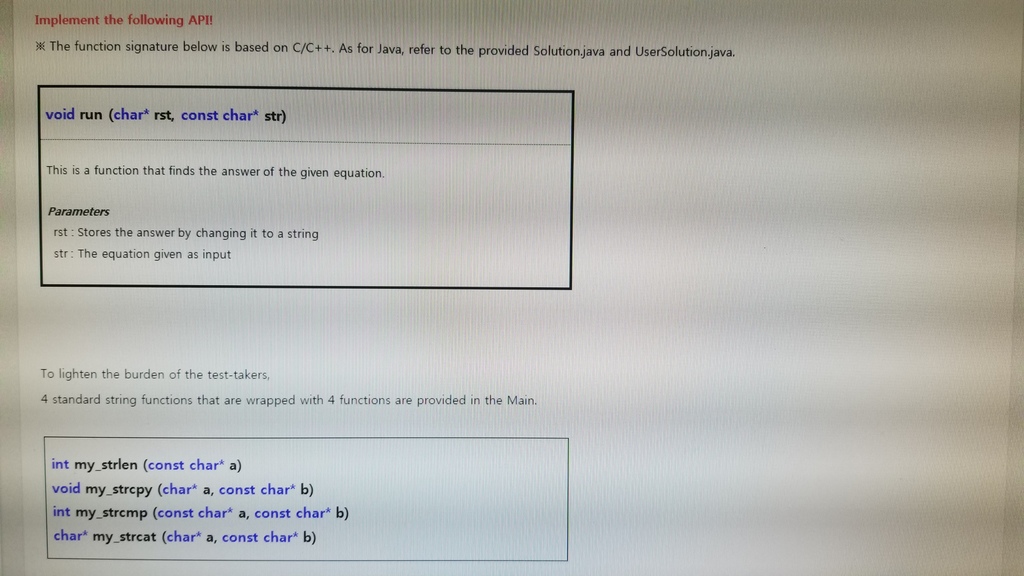 Implement the following API!
※ The function signature below is based on C/C++. As for Java, refer to the provided Solution.java and UserSolution.java.
void run (char* rst, const char* str)
This is a function that finds the answer of the given equation.
Parameters
rst : Stores the answer by changing it to a string
str : The equation given as input
To lighten the burden of the test-takers,
4 standard string functions that are wrapped with 4 functions are provided in the Main.
int my_strlen (const char* a)
void my_strcpy (char* a, const char* b)
int my_strcmp (const char* a, const char* b)
char* my_strcat (char* a, const char* b)